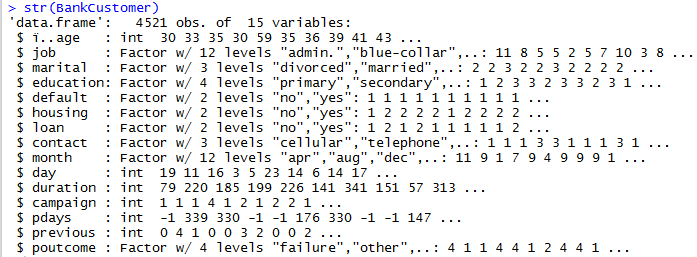 > str(BankCustomer)
'data.frame':   4521 obs. of  15 variables:
 $ ï..age   : int  30 33 35 30 59 35 36 39 41 43 ...
 $ job      : Factor w/ 12 levels "admin.","blue-collar",..: 11 8 5 5 2 5 7 10 3 8 ...
 $ marital  : Factor w/ 3 levels "divorced","married",..: 2 2 3 2 2 3 2 2 2 2 ...
 $ education: Factor w/ 4 levels "primary","secondary",..: 1 2 3 3 2 3 3 2 3 1 ...
 $ default  : Factor w/ 2 levels "no","yes": 1 1 1 1 1 1 1 1 1 1 ...
 $ housing  : Factor w/ 2 levels "no","yes": 1 2 2 2 2 1 2 2 2 2 ...
 $ loan     : Factor w/ 2 levels "no","yes": 1 2 1 2 1 1 1 1 1 2 ...
 $ contact  : Factor w/ 3 levels "cellular","telephone",..: 1 1 1 3 3 1 1 1 3 1 ...
 $ month    : Factor w/ 12 levels "apr","aug","dec",..: 11 9 1 7 9 4 9 9 9 1 ...
 $ day      : int  19 11 16 3 5 23 14 6 14 17 ...
 $ duration : int  79 220 185 199 226 141 341 151 57 313 ...
 $ campaign : int  1 1 1 4 1 2 1 2 2 1 ...
 $ pdays    : int  -1 339 330 -1 -1 176 330 -1 -1 147 ...
 $ previous : int  0 4 1 0 0 3 2 0 0 2 ...
 $ poutcome : Factor w/ 4 levels "failure","other",..: 4 1 1 4 4 1 2 4 4 1 ...